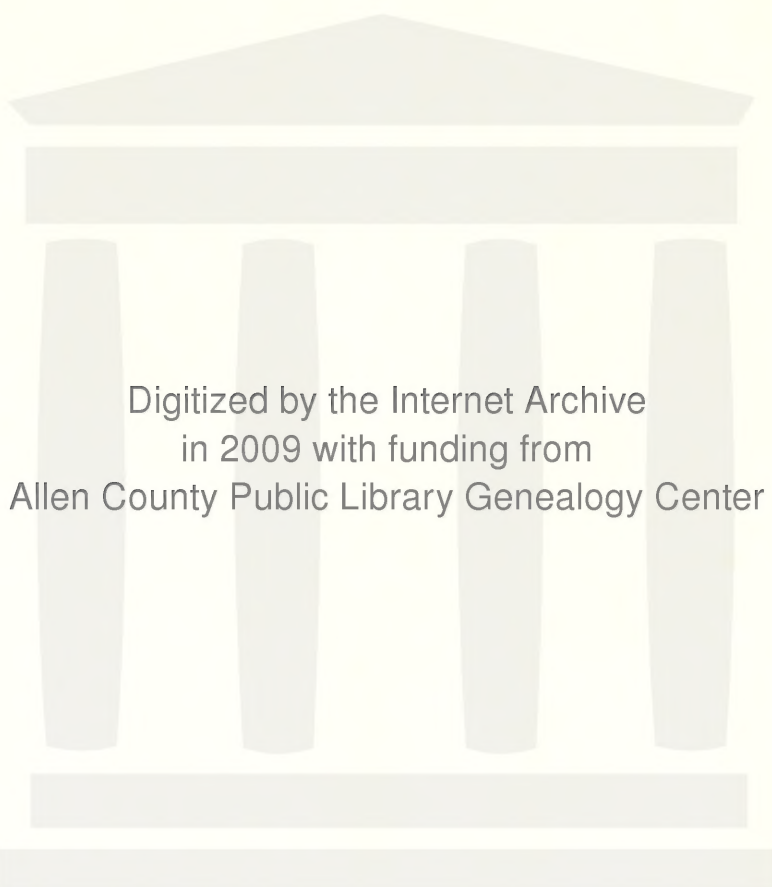 Digitized by the Internet Archive
in 2009 with funding from
Allen County Public Library Genealogy Center